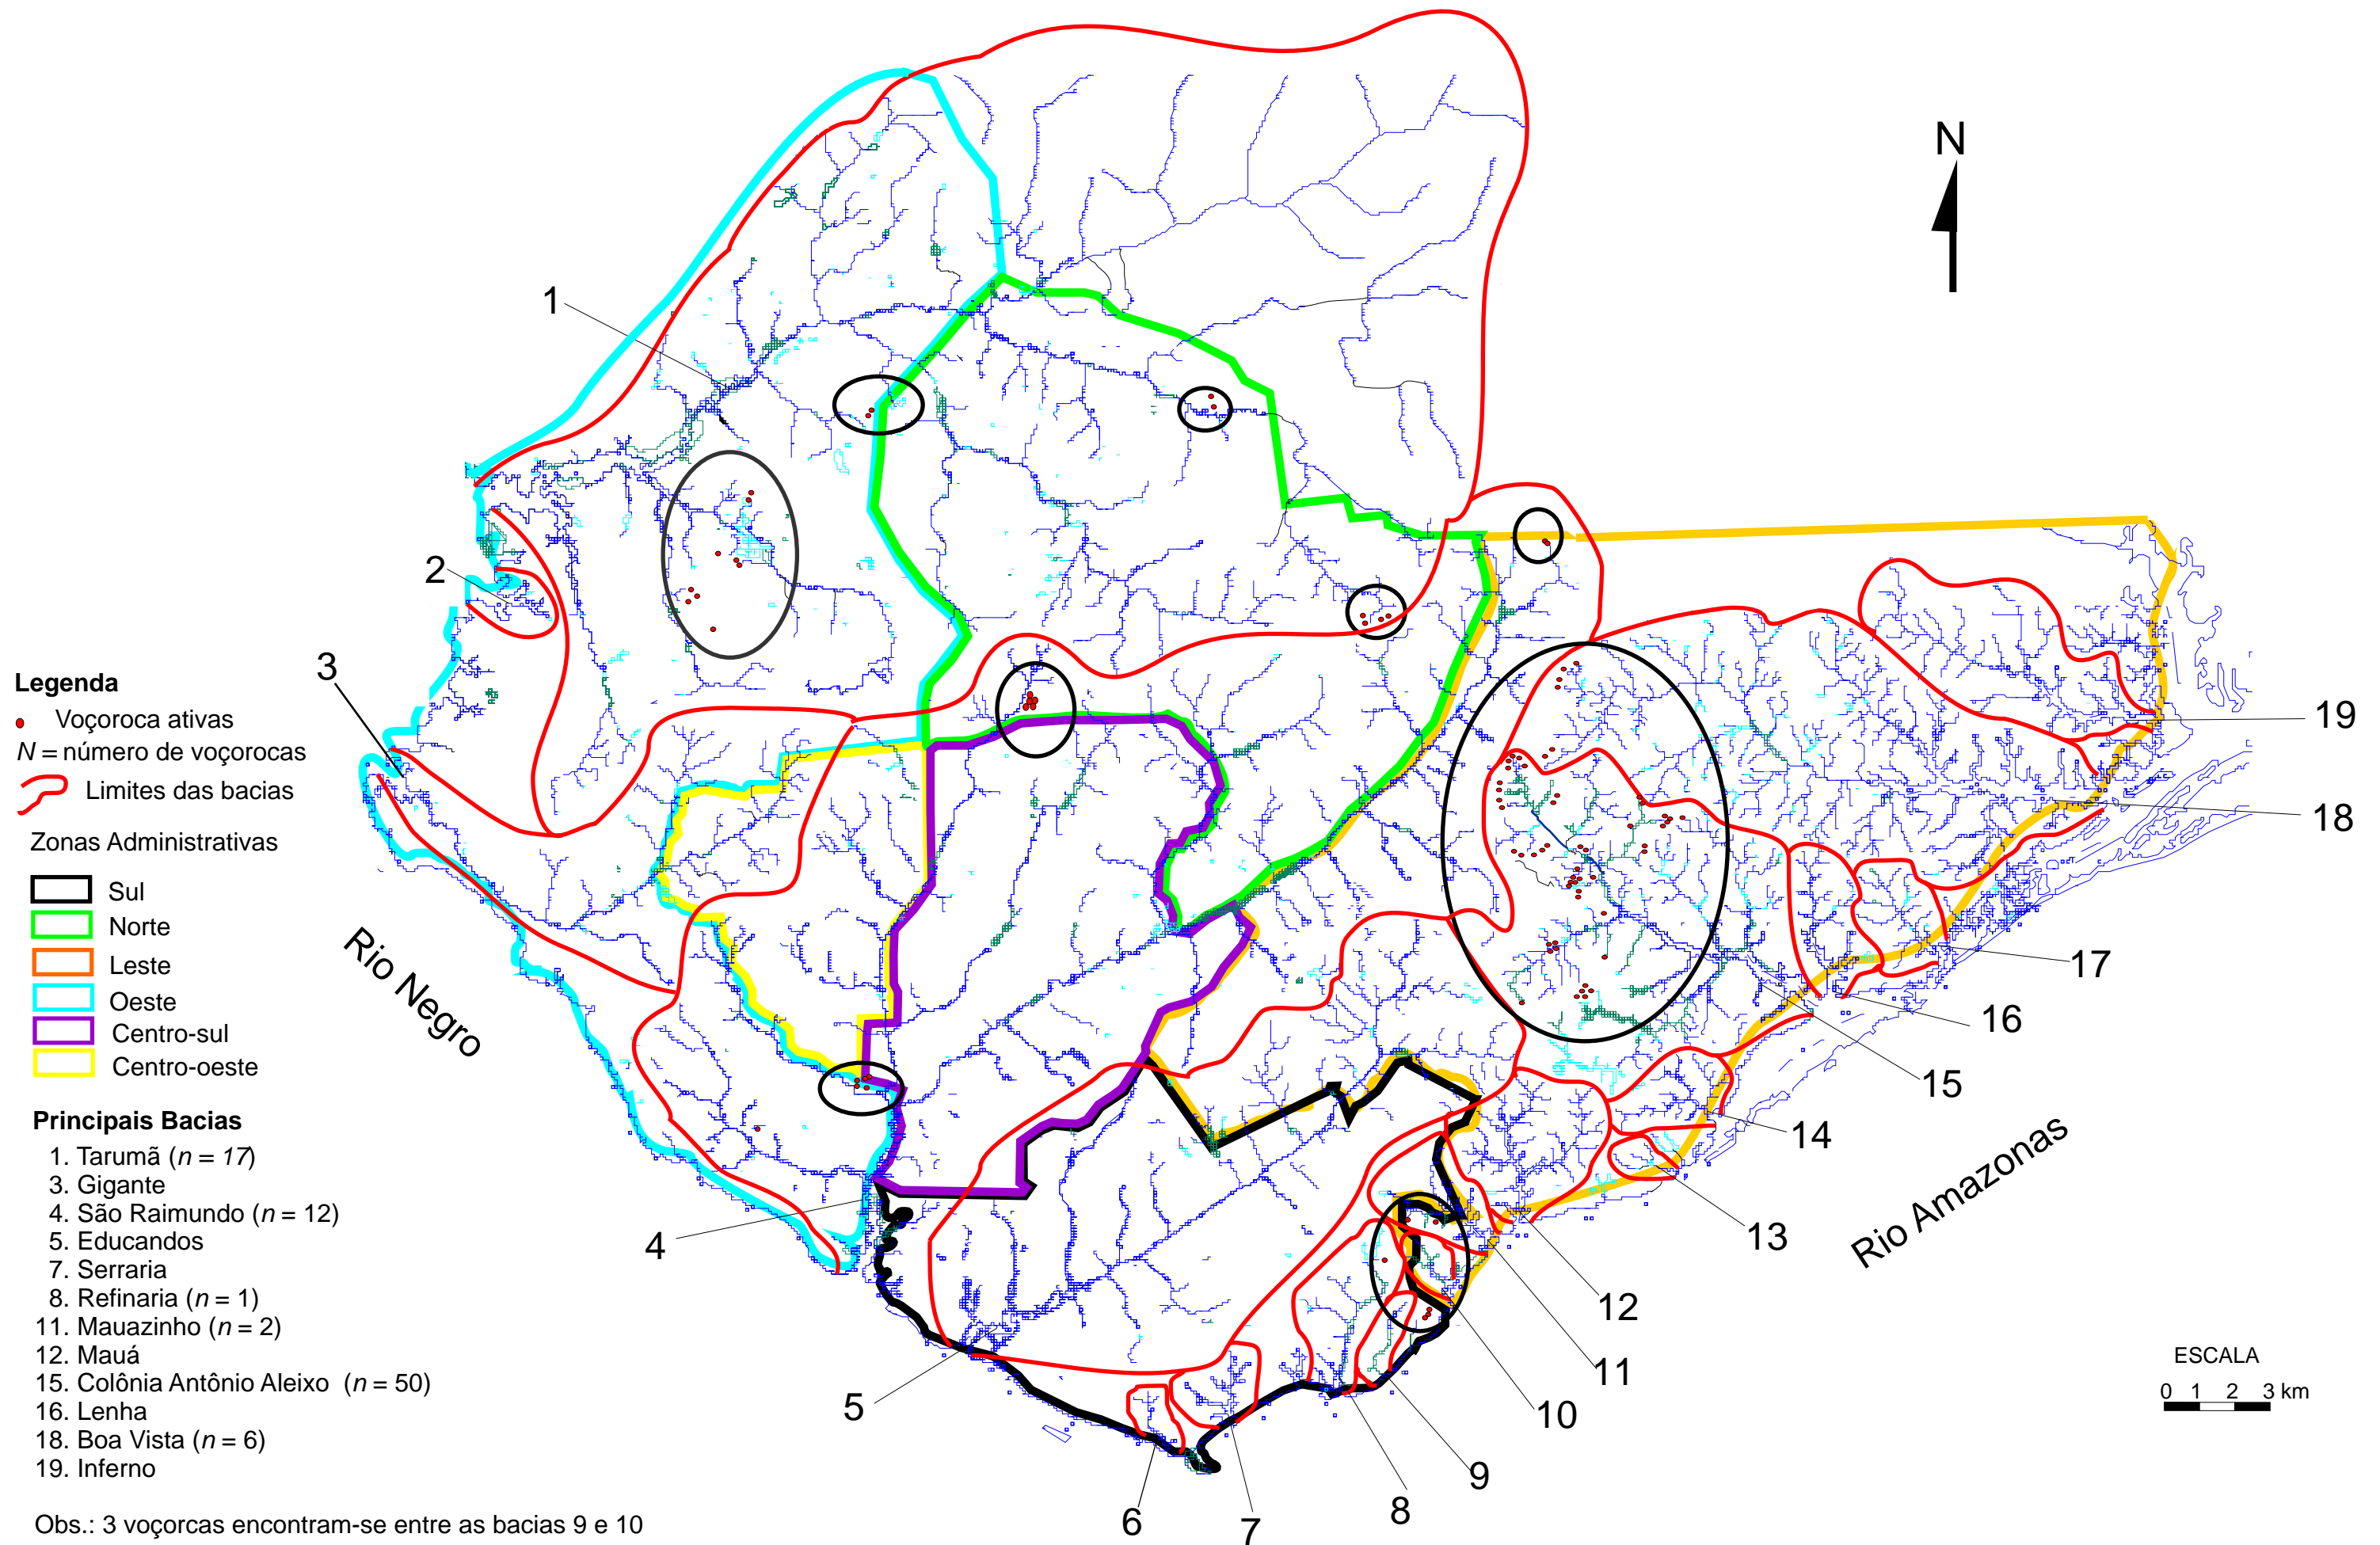 N
1
2
3
Legenda
Voçoroca ativas
N = número de voçorocas
Limites das bacias
Zonas Administrativas
Sul
Norte
Leste
Oeste
Centro-sul
Centro-oeste
Principais Bacias
1. Tarumã (n = 17)
3. Gigante
4. São Raimundo (n = 12)
5. Educandos
7. Serraria
8. Refinaria (n = 1)
11. Mauazinho (n = 2)
12. Mauá
15. Colônia Antônio Aleixo (n = 50)
16. Lenha
18. Boa Vista (n = 6)
19. Inferno
Obs.: 3 voçorcas encontram-se entre as bacias 9 e 10
Rio Negro
4
5
6
7
8
9
10
11
12
13
14
15
16
17
18
19
Rio Amazonas
ESCALA
0 1 2 3 km